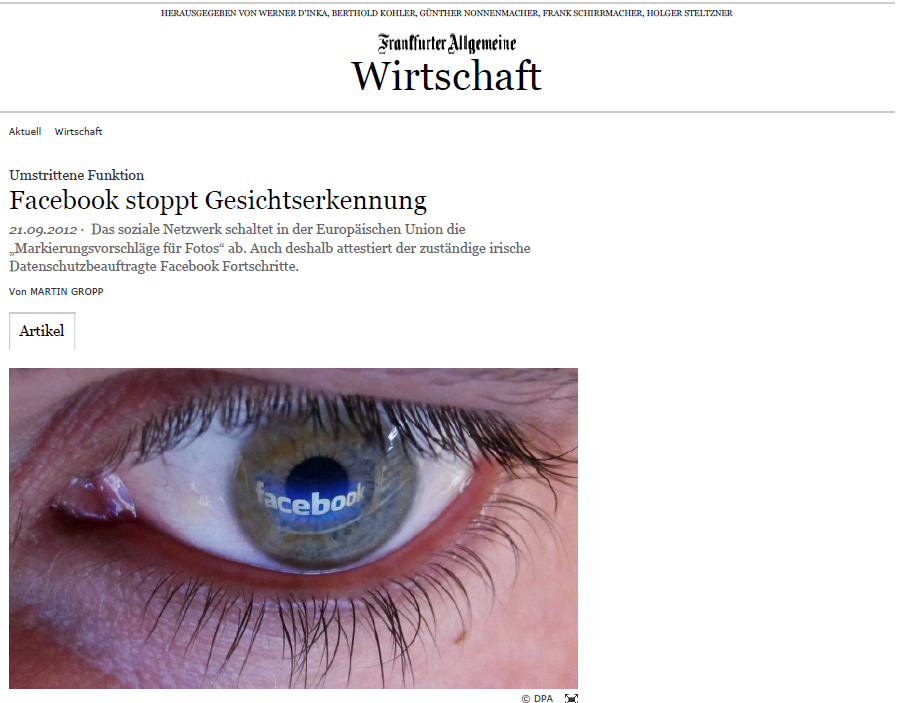 HERAUSGEGEBEN VON WERNER D'INKA, BERTHOLD KOHLER, GÜNTHER NONNENMACHER, FRANK SCHIRRMACHER, HOLGER STELTZNER
Frankfurter Allgemeine
Wirtschaft
Aktuell Wirtschaft
Umstrittene Funktion
Facebook stoppt Gesichtserkennung
21.09.2012 · Das soziale Netzwerk schaltet in der Europäischen Union die
„Markierungsvorschläge für Fotos“ ab. Auch deshalb attestiert der zuständige irische
Datenschutzbeauftragte Facebook Fortschritte.
Von MARTIN GROPP
Artikel
facebook
© DPA